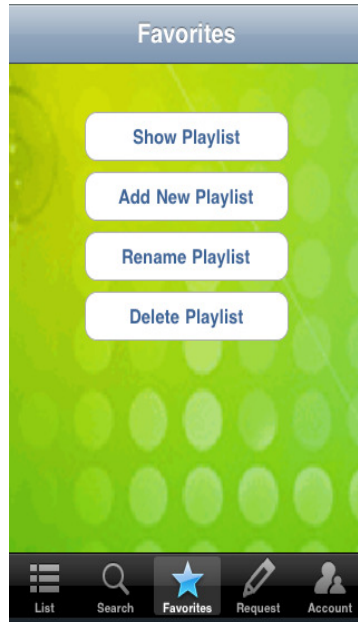 Favorites
Show Playlist
Add New Playlist
Rename Playlist
Delete Playlist
List Search Favorites Request Account